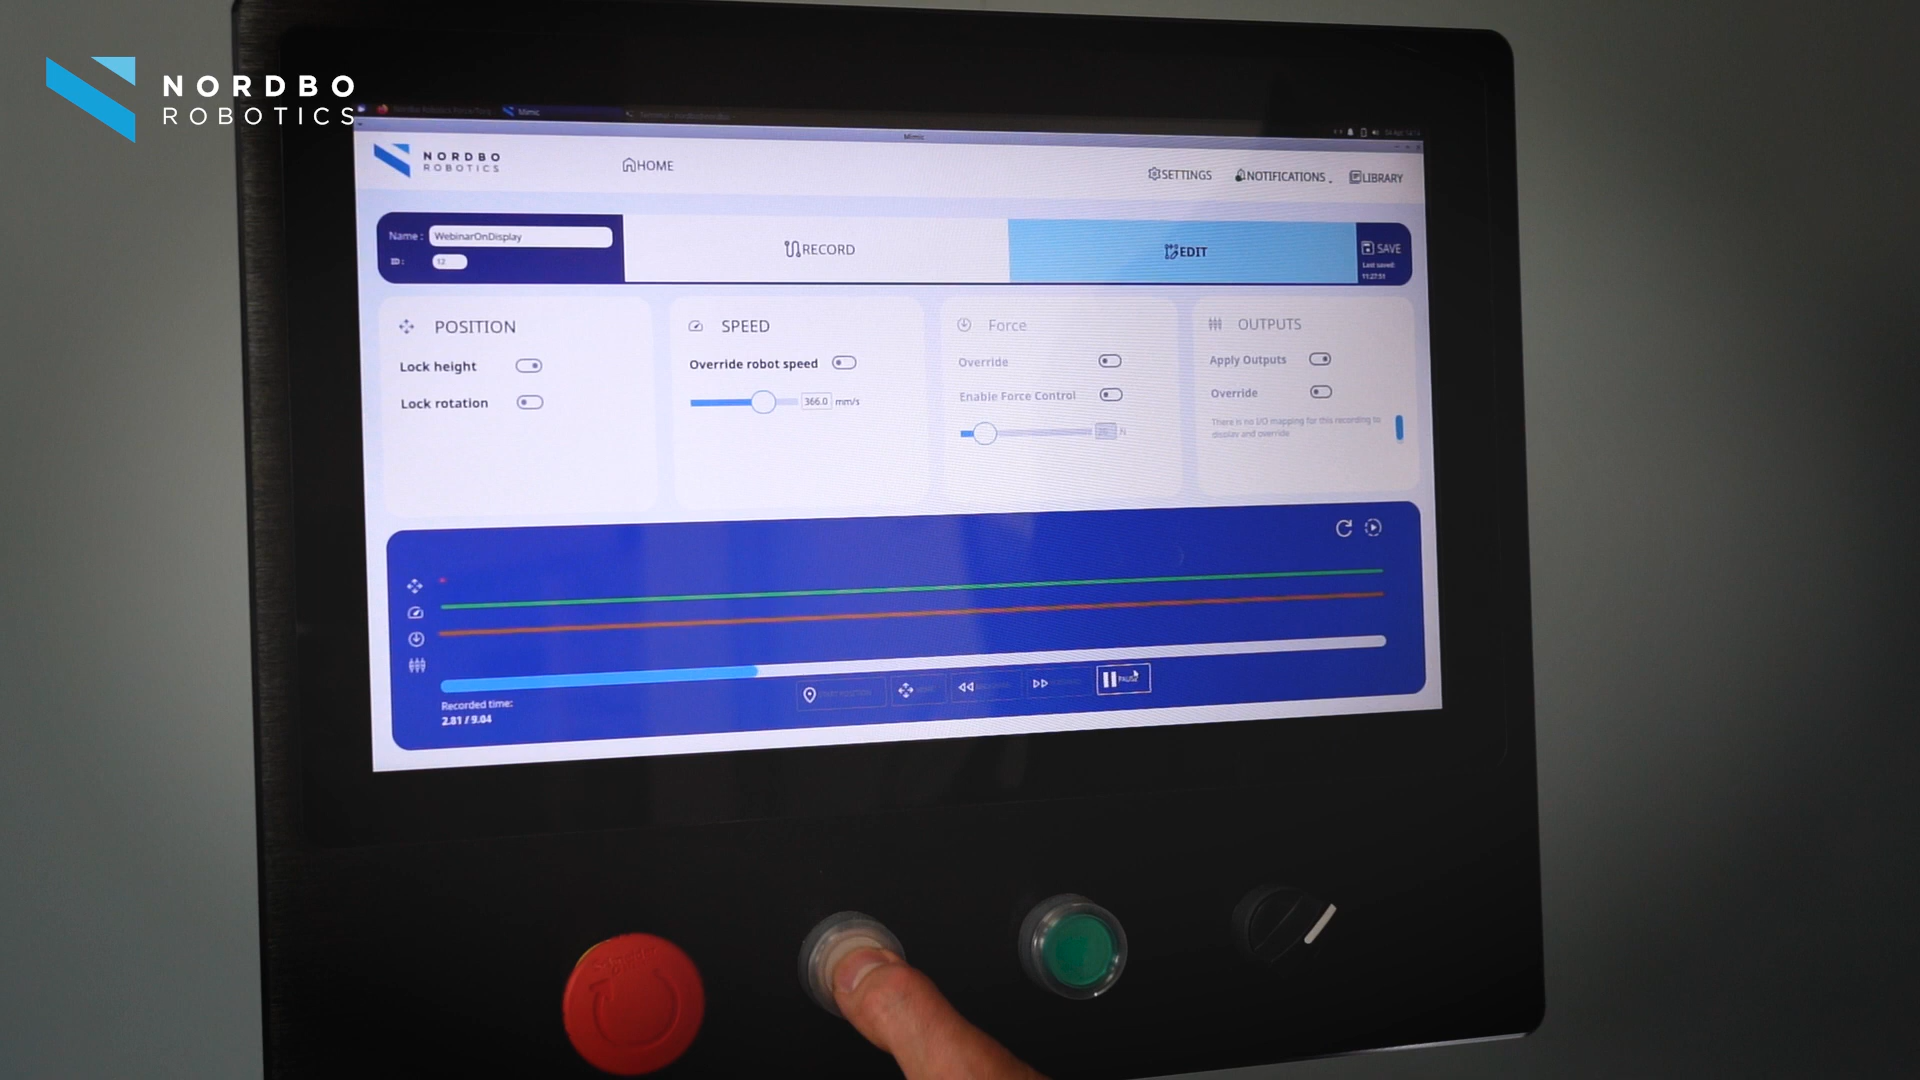 NORDBO
ROBOTICS
Mimic
Mimic
NORDBO
ROBOTICS
HOME
SETTINGS
NOTIFICATIONS
LIBRARY
Name :
WebinarOnDisplay
ID :
12
RECORD
EDIT
SAVE
Last saved:
11:27:51
POSITION
Lock height
Lock rotation
SPEED
Override robot speed
366.0 mm/s
Force
Override
Enable Force Control
N
OUTPUTS
Apply Outputs
Override
There is no I/O mapping for this recording to
display and override
Recorded time:
2.81 / 9.04
PAUSE